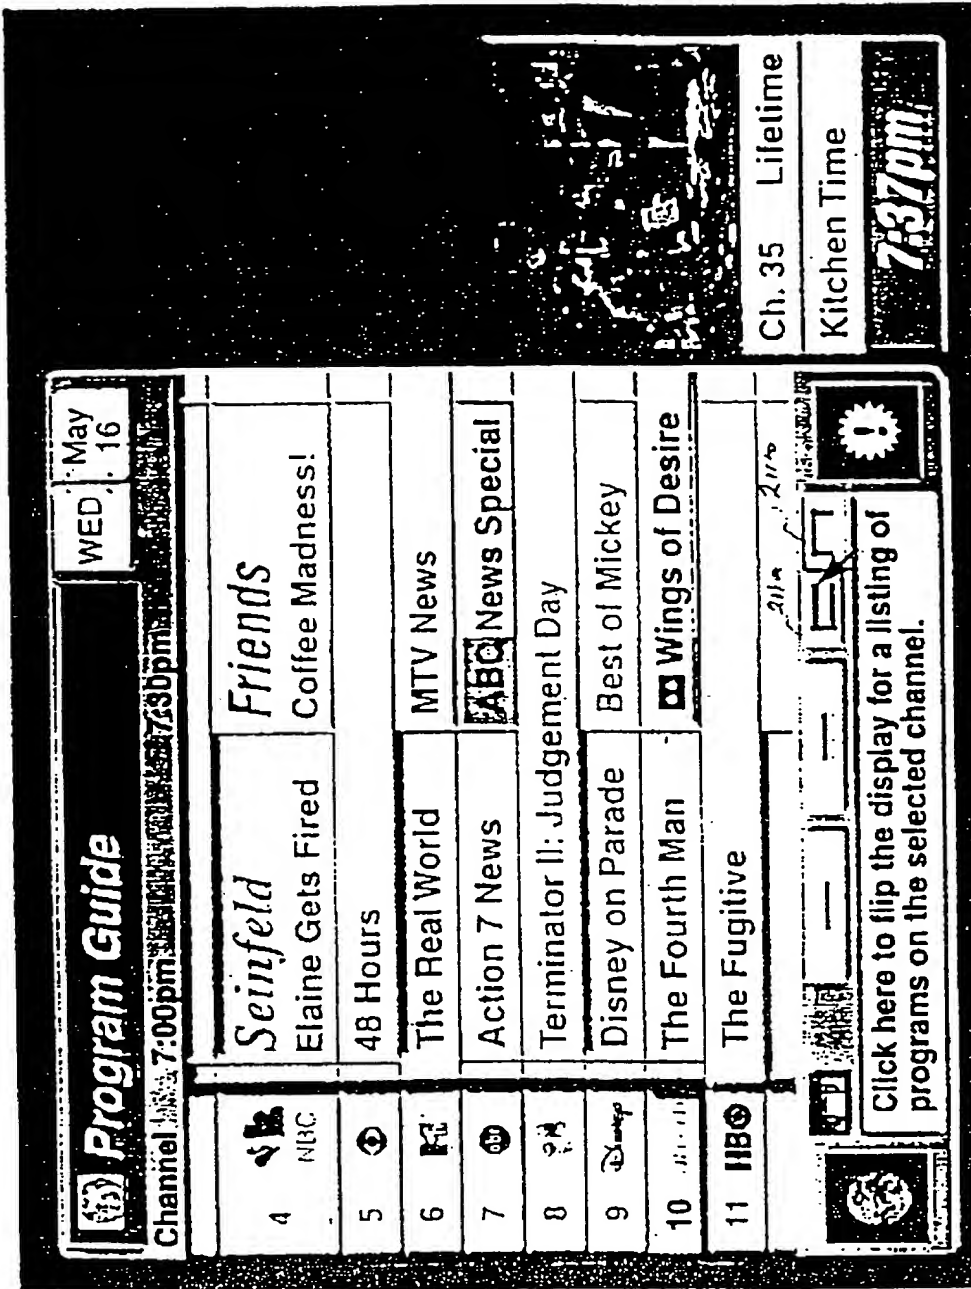 Program Guide
WED May 16
Channel 7:00pm 7:30pm
4 NBC Seinfeld Friends
Elaine Gets Fired Coffee Madness!
5 48 Hours
6 The Real World MTV News
7 abc Action 7 News ABC News Special
8 Terminator II: Judgement Day
9 Disney on Parade Best of Mickey
10 The Fourth Man Wings of Desire
11 HBO The Fugitive
211a
Click here to flip the display for a listing of
programs on the selected channel.
!
Ch. 35 Lifetime
Kitchen Time
7:37pm